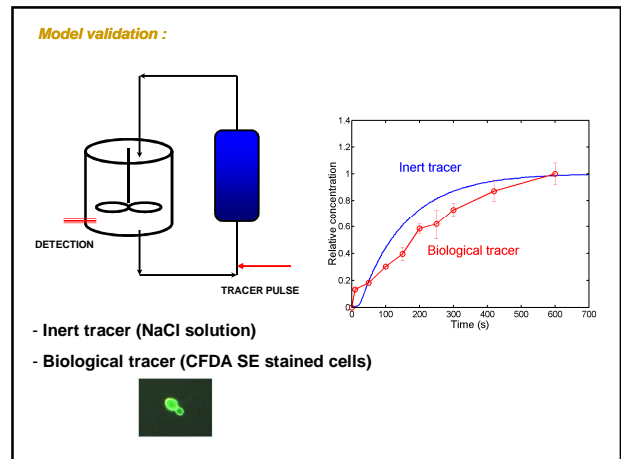 Model validation :
DETECTION
TRACER PULSE
1.4
1.2
1
0.8
0.6
0.4
0.2
0
0
100
200
300
400
500
600
700
Relative concentration
Time (s)
Inert tracer
Biological tracer
- Inert tracer (NaCl solution)
- Biological tracer (CFDA SE stained cells)